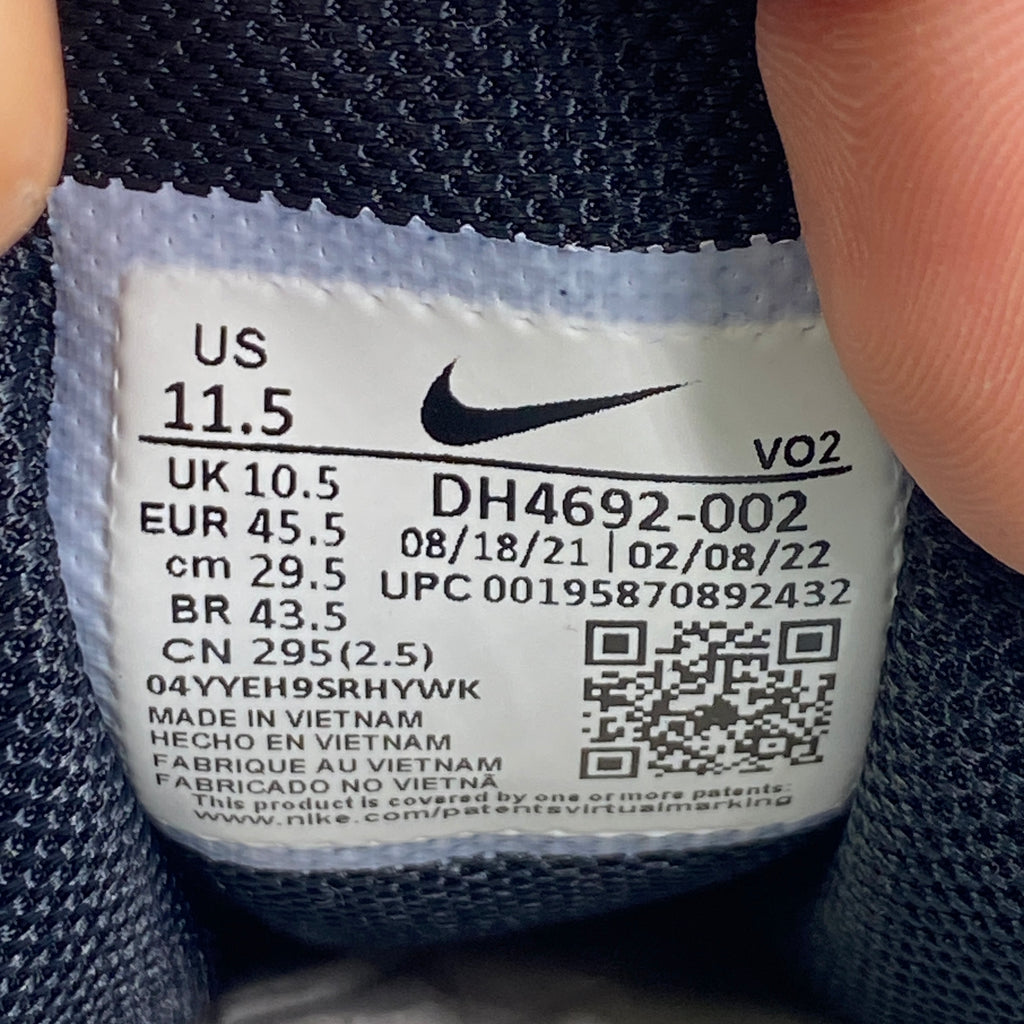 US
11.5
VO2
UK 10.5
EUR 45.5
cm 29.5
BR 43.5
CN 295(2.5)
DH4692-002
08/18/21 | 02/08/22
UPC 00195870892432
04YYEH9SRHYWK
MADE IN VIETNAM
HECHO EN VIETNAM
FABRIQUE AU VIETNAM
FABRICADO NO VIETNÃ
This product is covered by one or more patents:
www.nike.com/patentsvirtualmarking